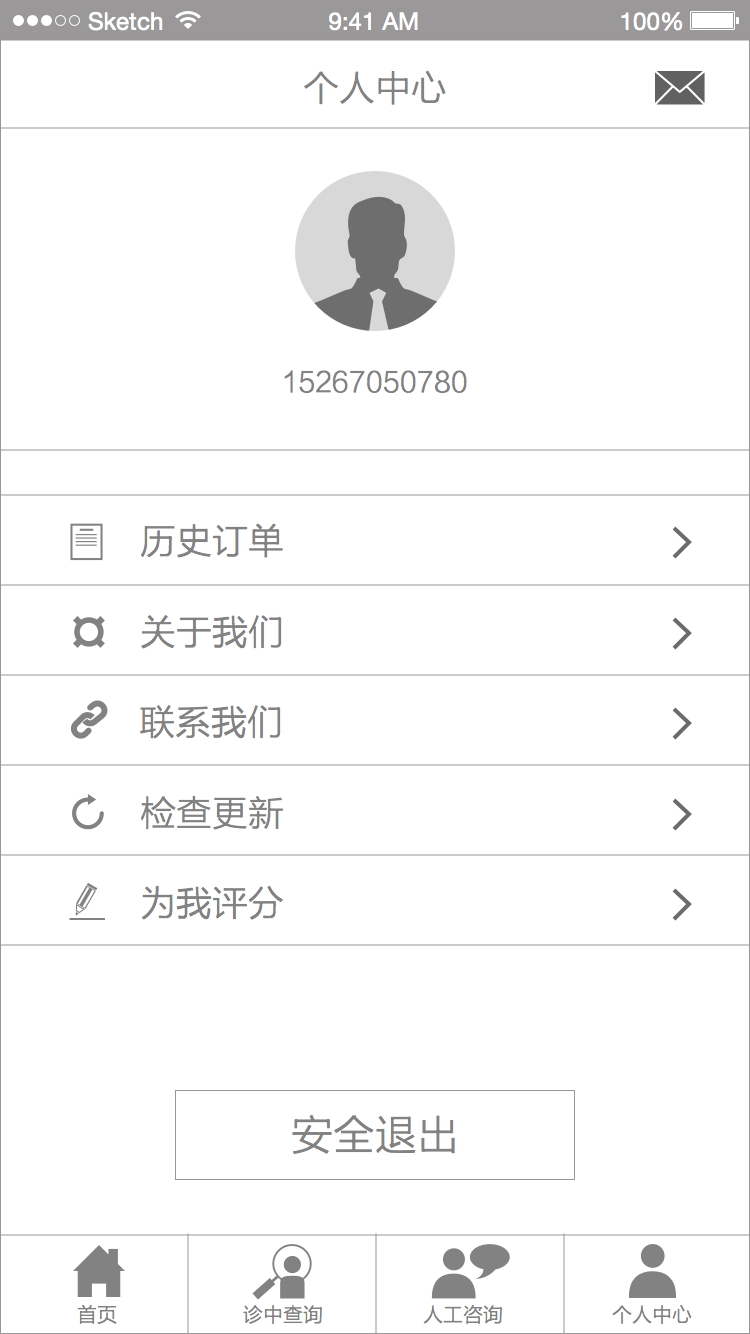 Sketch 9:41 AM 100%
个人中心
15267050780
历史订单
关于我们
联系我们
检查更新
为我评分
安全退出
首页 诊中查询 人工咨询 个人中心